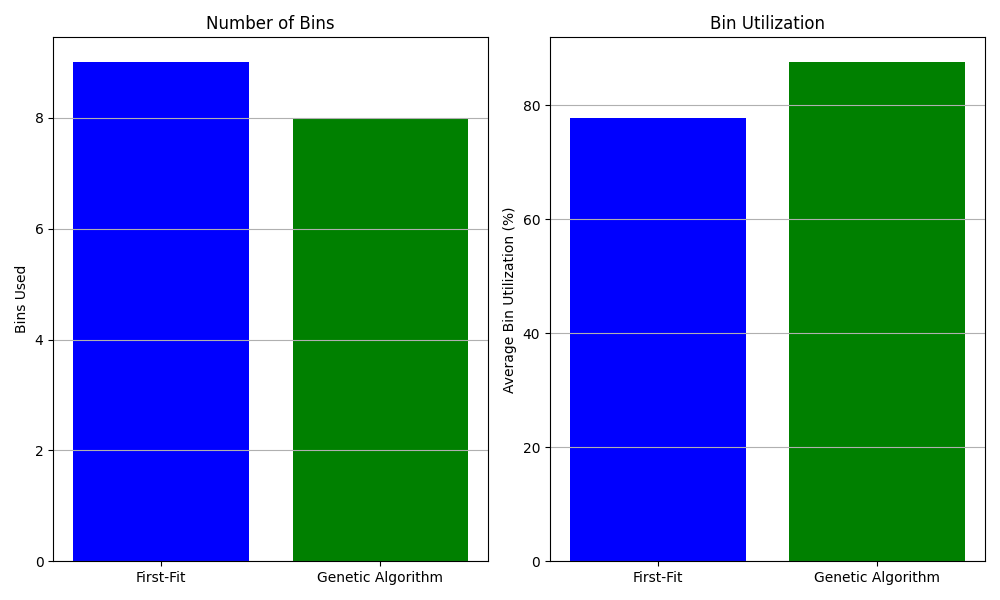 Number of Bins
Bins Used
8
6
4
2
0
First-Fit Genetic Algorithm
Bin Utilization
Average Bin Utilization (%)
80
60
40
20
0
First-Fit Genetic Algorithm